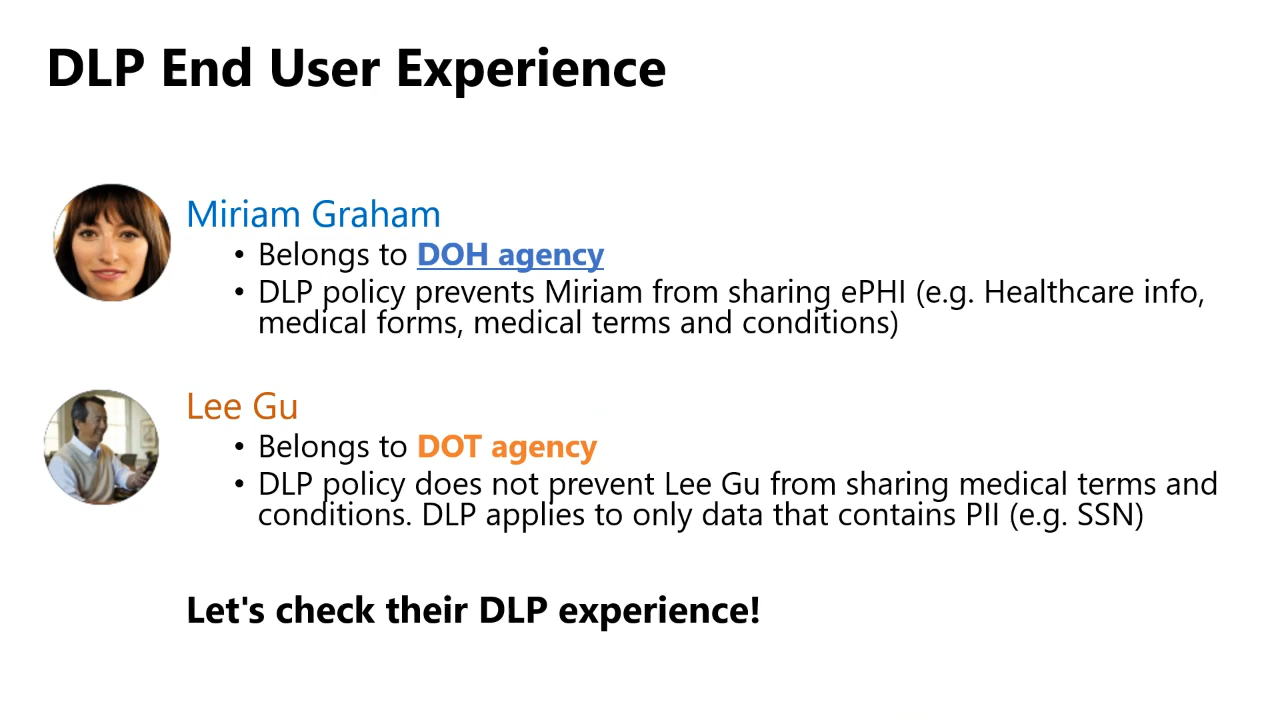 DLP End User Experience
Miriam Graham
• Belongs to DOH agency
• DLP policy prevents Miriam from sharing ePHI (e.g. Healthcare info,
medical forms, medical terms and conditions)
Lee Gu
• Belongs to DOT agency
• DLP policy does not prevent Lee Gu from sharing medical terms and
conditions. DLP applies to only data that contains PII (e.g. SSN)
Let's check their DLP experience!